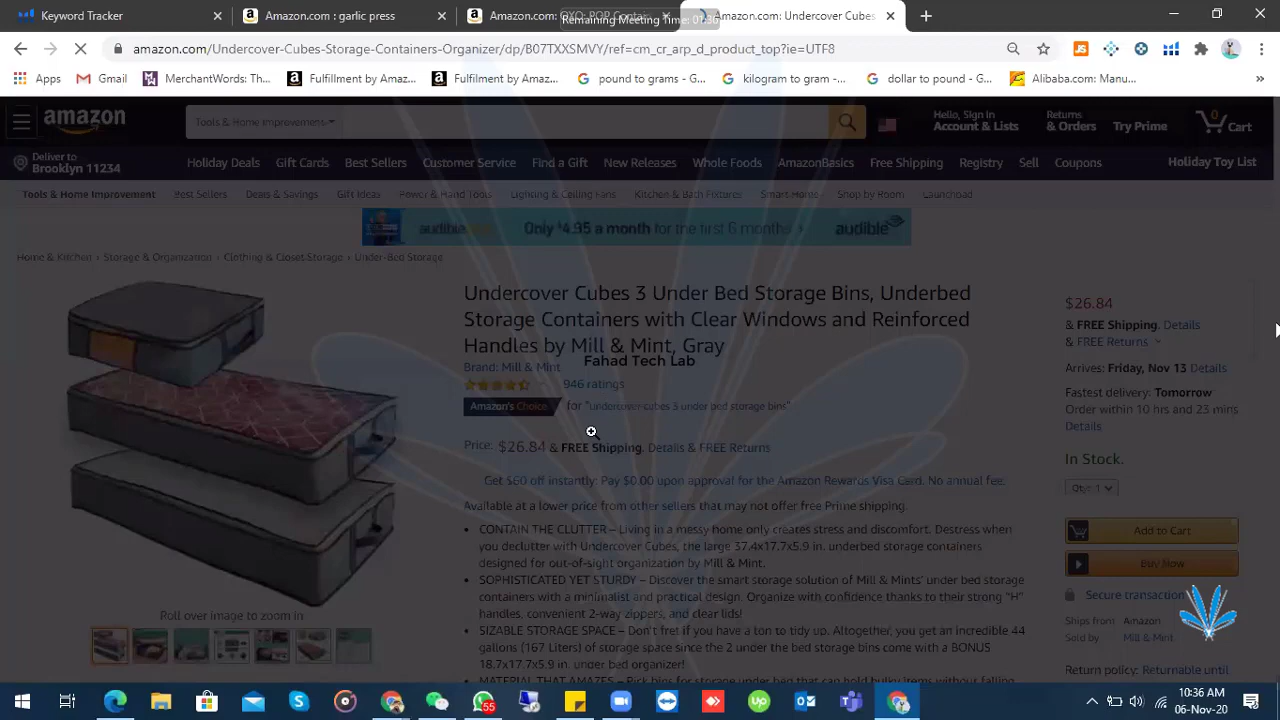 Keyword Tracker
Amazon.com : garlic press
Amazon.com: OXO POP Contai
Amazon.com: Undercover Cubes
Remaining Meeting Time: 01:36
amazon.com/Undercover-Cubes-Storage-Containers-Organizer/dp/B07TXXSMVY/ref=cm_cr_arp_d_product_top?ie=UTF8
Apps
Gmail
MerchantWords: Th...
Fulfillment by Amaz...
Fulfilment by Amaz...
pound to grams - G...
kilogram to gram - ...
dollar to pound - G...
Alibaba.com: Manu...
amazon
Tools & Home Improvement
Hello, Sign in
Account & Lists
Returns
& Orders
Try Prime
0
Cart
Deliver to
Brooklyn 11234
Holiday Deals
Gift Cards
Best Sellers
Customer Service
Find a Gift
New Releases
Whole Foods
AmazonBasics
Free Shipping
Registry
Sell
Coupons
Holiday Toy List
Tools & Home Improvement
Best Sellers
Deals & Savings
Gift Ideas
Power & Hand Tools
Lighting & Ceiling Fans
Kitchen & Bath Fixtures
Smart Home
Shop by Room
Launchpad
audible
Only $4.95 a month for the first 6 months
audible
Home & Kitchen › Storage & Organization › Clothing & Closet Storage › Under-Bed Storage
Undercover Cubes 3 Under Bed Storage Bins, Underbed
Storage Containers with Clear Windows and Reinforced
Handles by Mill & Mint, Gray
Fahad Tech Lab
Brand: Mill & Mint
946 ratings
Amazon's Choice
for "undercover cubes 3 under bed storage bins"
Price: $26.84 & FREE Shipping. Details & FREE Returns
Get $60 off instantly: Pay $0.00 upon approval for the Amazon Rewards Visa Card. No annual fee.
Available at a lower price from other sellers that may not offer free Prime shipping.
• CONTAIN THE CLUTTER – Living in a messy home only creates stress and discomfort. Destress when
you declutter with Undercover Cubes, the large 37.4x17.7x5.9 in. underbed storage containers
designed for out-of-sight organization by Mill & Mint.
• SOPHISTICATED YET STURDY – Discover the smart storage solution of Mill & Mints' under bed storage
containers with a minimalist and practical design. Organize with confidence thanks to their strong "H"
handles, convenient 2-way zippers, and clear lids!
• SIZABLE STORAGE SPACE – Don't fret if you have a ton to tidy up. Altogether, you get an incredible 44
gallons (167 Liters) of storage space since the 2 under the bed storage bins come with a BONUS
18.7x17.7x5.9 in. under bed organizer!
• MATERIAL THAT AMAZES – Pick bins for storage under bed that can hold bulky items without falling
Roll over image to zoom in
$26.84
& FREE Shipping. Details
& FREE Returns
Arrives: Friday, Nov 13 Details
Fastest delivery: Tomorrow
Order within 10 hrs and 23 mins
Details
In Stock.
Qty: 1
Add to Cart
Buy Now
Secure transaction
Ships from Amazon
Sold by Mill & Mint
Return policy: Returnable until
55
Up
10:36 AM
06-Nov-20